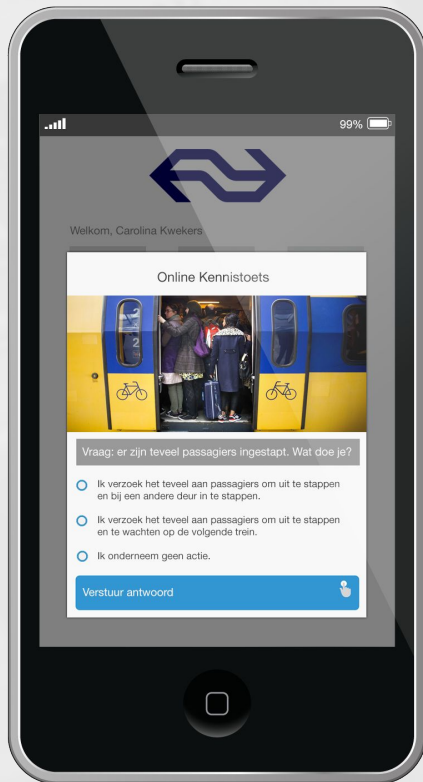 99%
Welkom, Carolina Kwekers
Online Kennistoets
2
2
Vraag: er zijn teveel passagiers ingestapt. Wat doe je?
Ik verzoek het teveel aan passagiers om uit te stappen
en bij een andere deur in te stappen.
Ik verzoek het teveel aan passagiers om uit te stappen
en te wachten op de volgende trein.
Ik onderneem geen actie.
Verstuur antwoord